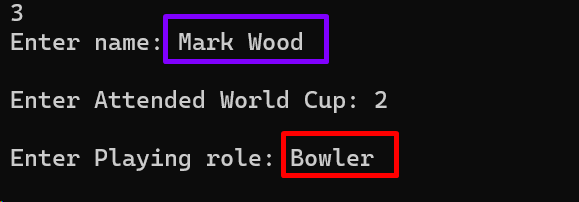 3
Enter name: Mark Wood
Enter Attended World Cup: 2
Enter Playing role: Bowler